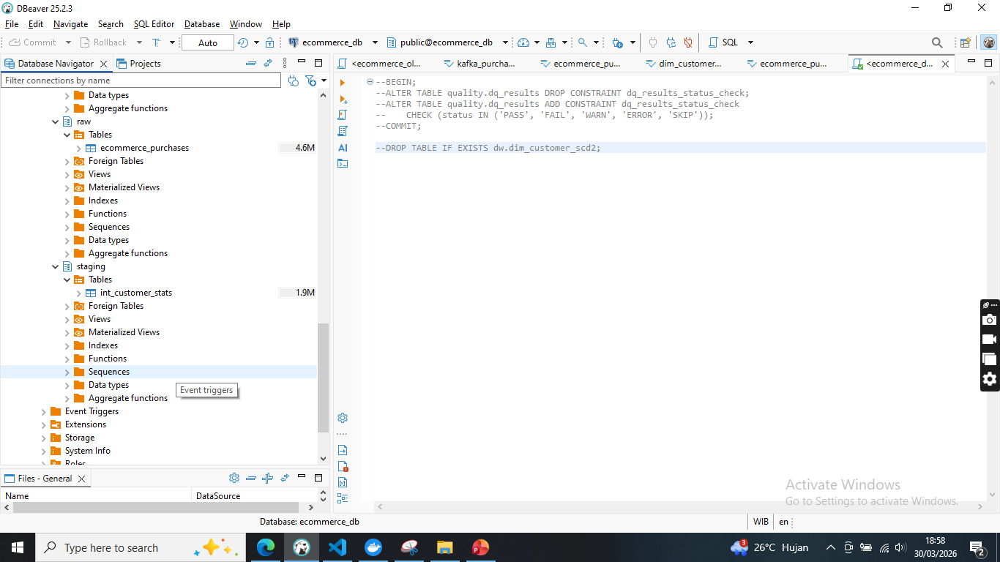 DBeaver 25.2.3
File Edit Navigate Search SQL Editor Database Window Help
Commit Rollback T Auto ecommerce_db public@ecommerce_db SQL
Database Navigator Projects
Filter connections by name
Data types
Aggregate functions
raw
Tables
ecommerce_purchases 4.6M
Foreign Tables
Views
Materialized Views
Indexes
Functions
Sequences
Data types
Aggregate functions
staging
Tables
int_customer_stats 1.9M
Foreign Tables
Views
Materialized Views
Indexes
Functions
Sequences
Data types
Event triggers
Aggregate functions
Event Triggers
Extensions
Storage
System Info
Roles
Files - General
Name DataSource
<ecommerce_ol... kafka_purcha... ecommerce_pu... dim_customer... ecommerce_pu... <ecommerce_d...
--BEGIN;
--ALTER TABLE quality.dq_results DROP CONSTRAINT dq_results_status_check;
--ALTER TABLE quality.dq_results ADD CONSTRAINT dq_results_status_check
--    CHECK (status IN ('PASS', 'FAIL', 'WARN', 'ERROR', 'SKIP'));
--COMMIT;
--DROP TABLE IF EXISTS dw.dim_customer_scd2;
AI
Activate Windows
Go to Settings to activate Windows.
Database: ecommerce_db WIB en
Type here to search
3 26°C Hujan
18:58
30/03/2026
2